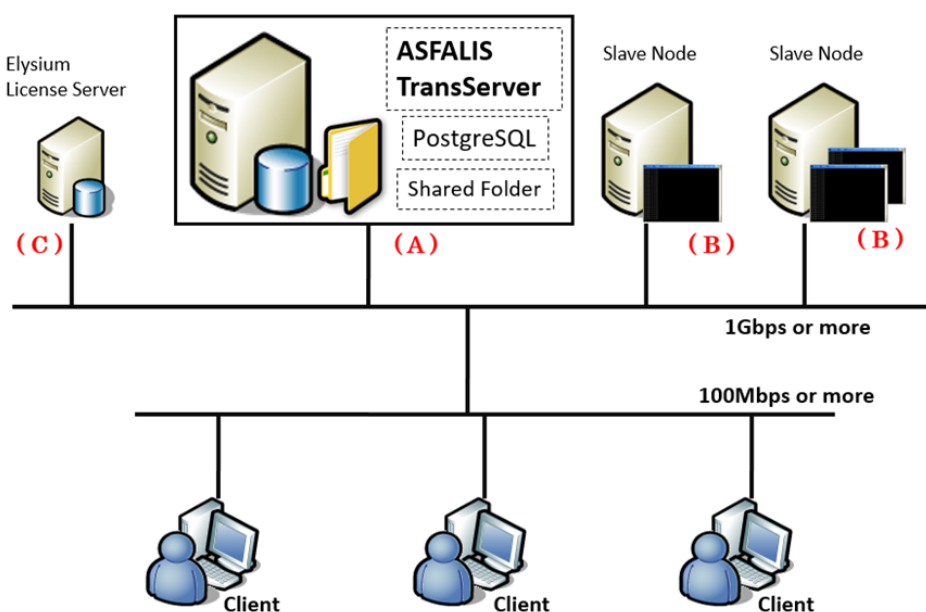 Elysium
License Server
ASFALIS
TransServer
PostgreSQL
Shared Folder
Slave Node
Slave Node
(C)
(A)
(B)
(B)
1Gbps or more
100Mbps or more
Client
Client
Client